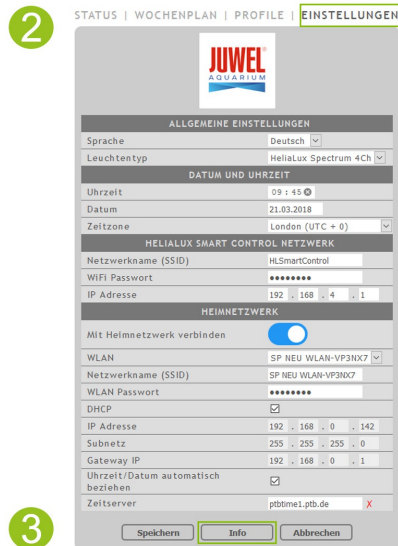 2
STATUS | WOCHENPLAN | PROFILE | EINSTELLUNGEN
JUWEL
AQUARIUM
ALLGEMEINE EINSTELLUNGEN
Sprache Deutsch
Leuchtentyp HeliaLux Spectrum 4Ch
DATUM UND UHRZEIT
Uhrzeit 09 : 45
Datum 21.03.2018
Zeitzone London (UTC + 0)
HELIALUX SMART CONTROL NETZWERK
Netzwerkname (SSID) HLSmartControl
WiFi Passwort ●●●●●●●●
IP Adresse 192 . 168 . 4 . 1
HEIMNETZWERK
Mit Heimnetzwerk verbinden
WLAN SP NEU WLAN-VP3NX7
Netzwerkname (SSID) SP NEU WLAN-VP3NX7
WLAN Passwort ●●●●●●●●
DHCP
IP Adresse 192 . 168 . 0 . 142
Subnetz 255 . 255 . 255 . 0
Gateway IP 192 . 168 . 0 . 1
Uhrzeit/Datum automatisch
beziehen
Zeitserver ptbtime1.ptb.de X
3
Speichern Info Abbrechen